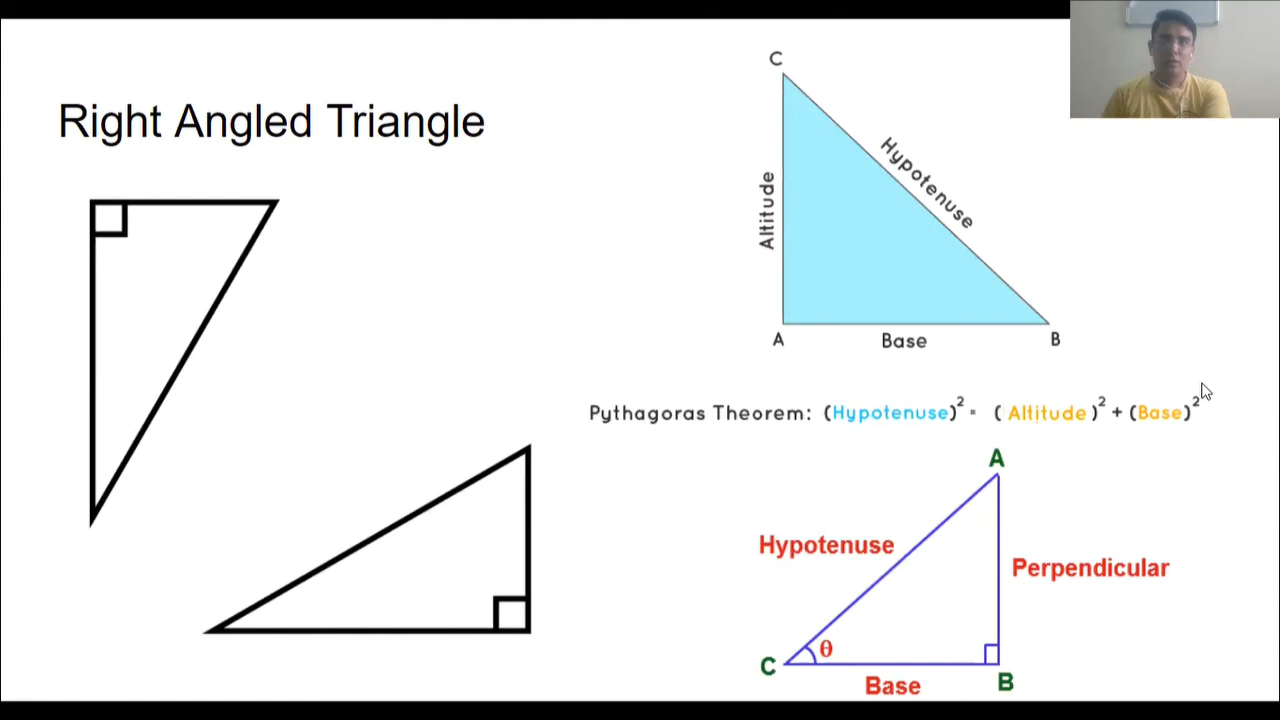 Right Angled Triangle
C
Altitude
Hypotenuse
A
Base
B
Pythagoras Theorem: (Hypotenuse)² = (Altitude)² + (Base)²
A
Hypotenuse
Perpendicular
θ
C
B
Base